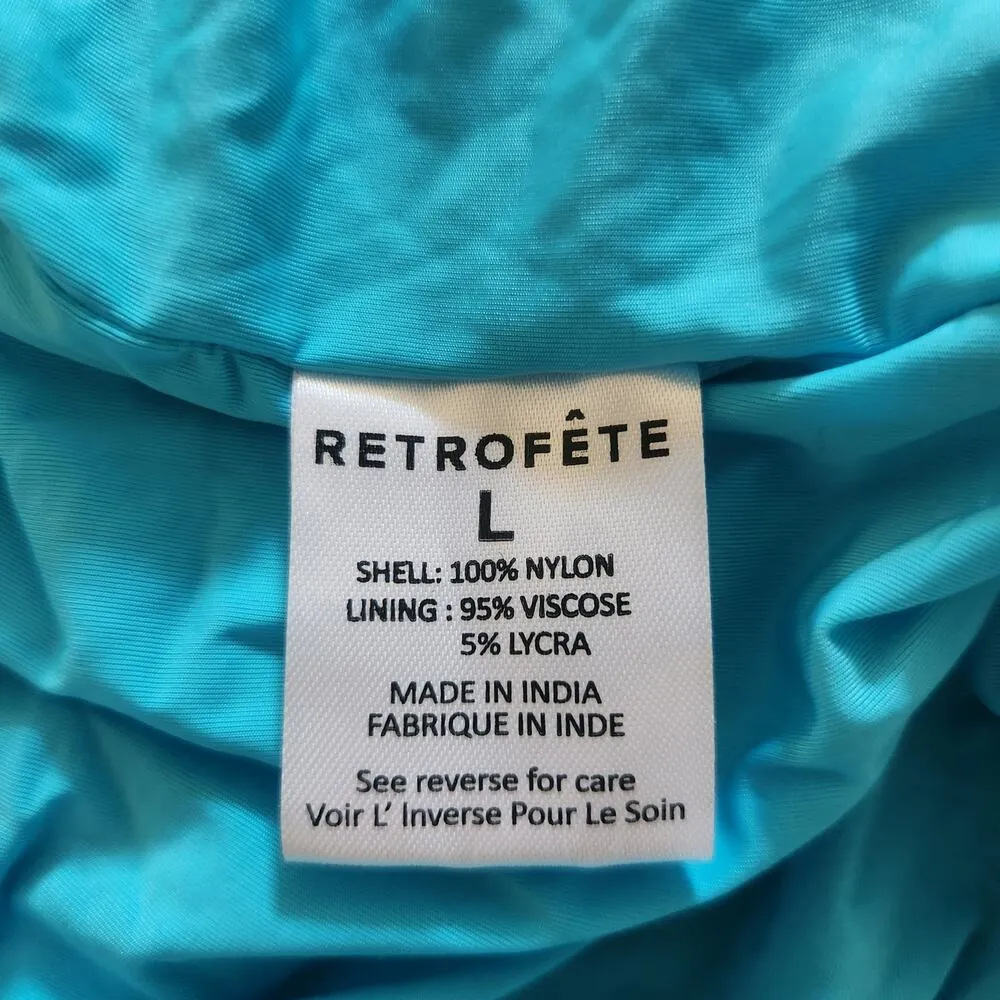 RETROFÊTE
L
SHELL: 100% NYLON
LINING : 95% VISCOSE
5% LYCRA
MADE IN INDIA
FABRIQUE IN INDE
See reverse for care
Voir L’ Inverse Pour Le Soin